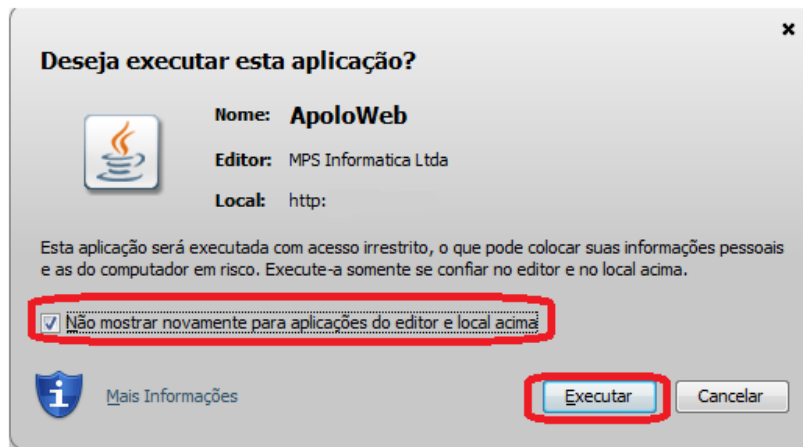 Deseja executar esta aplicação?
Nome: ApoloWeb
Editor: MPS Informatica Ltda
Local: http:
Esta aplicação será executada com acesso irrestrito, o que pode colocar suas informações pessoais
e as do computador em risco. Execute-a somente se confiar no editor e no local acima.
Não mostrar novamente para aplicações do editor e local acima
Mais Informações
Executar
Cancelar